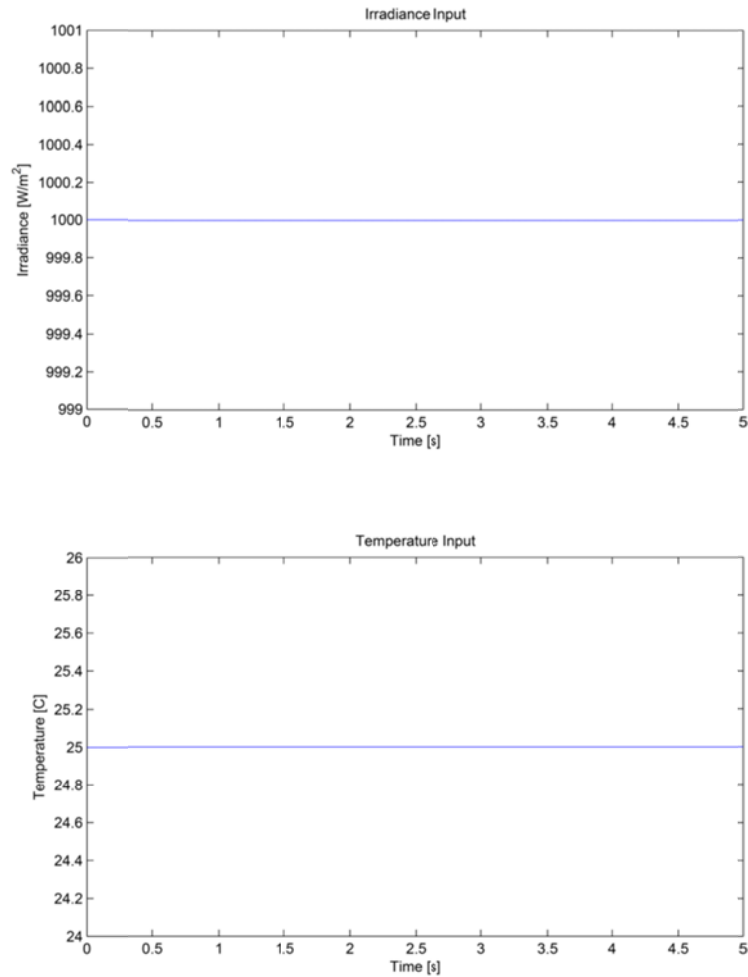 Irradiance Input
1001
1000.8
1000.6
1000.4
1000.2
1000
999.8
999.6
999.4
999.2
999
Irradiance [W/m²]
0 0.5 1 1.5 2 2.5 3 3.5 4 4.5 5
Time [s]
Temperature Input
26
25.8
25.6
25.4
25.2
25
24.8
24.6
24.4
24.2
24
Temperature [C]
0 0.5 1 1.5 2 2.5 3 3.5 4 4.5 5
Time [s]